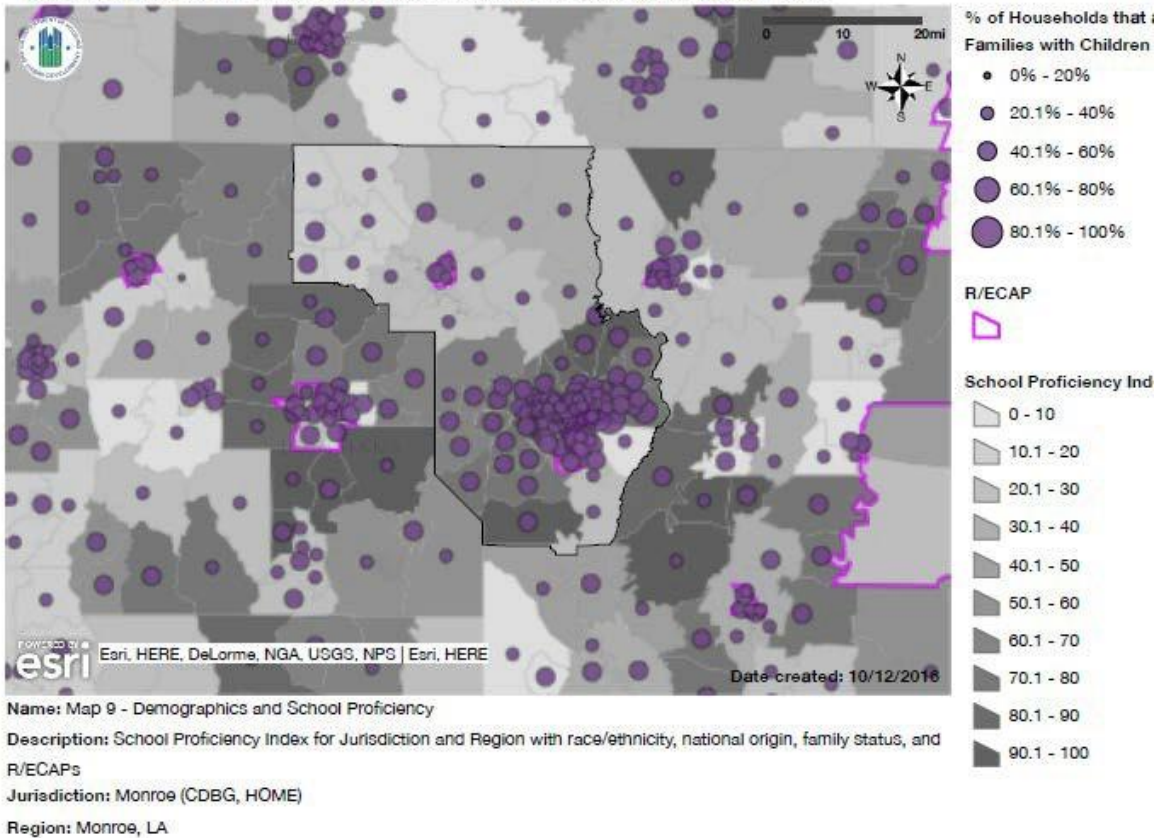 0 10 20mi
N
W E
S
POWERED BY
esri
Esri, HERE, DeLorme, NGA, USGS, NPS | Esri, HERE
Date created: 10/12/2016
% of Households that a
Families with Children
0% - 20%
20.1% - 40%
40.1% - 60%
60.1% - 80%
80.1% - 100%
R/ECAP
School Proficiency Inde
0 - 10
10.1 - 20
20.1 - 30
30.1 - 40
40.1 - 50
50.1 - 60
60.1 - 70
70.1 - 80
80.1 - 90
90.1 - 100
Name: Map 9 - Demographics and School Proficiency
Description: School Proficiency Index for Jurisdiction and Region with race/ethnicity, national origin, family status, and
R/ECAPs
Jurisdiction: Monroe (CDBG, HOME)
Region: Monroe, LA